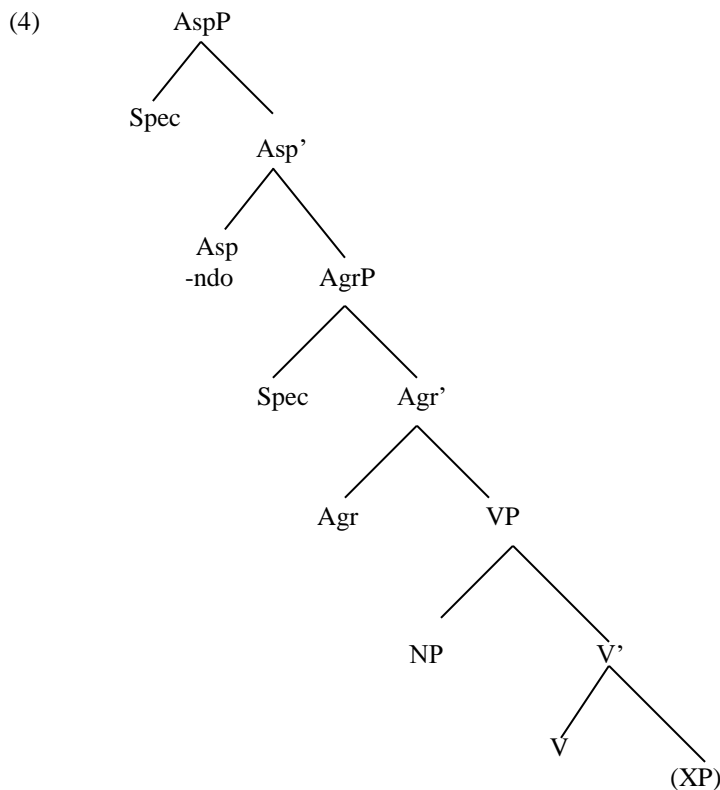 (4) AspP
Spec
Asp’
Asp
-ndo
AgrP
Spec Agr’
Agr VP
NP V’
V
(XP)